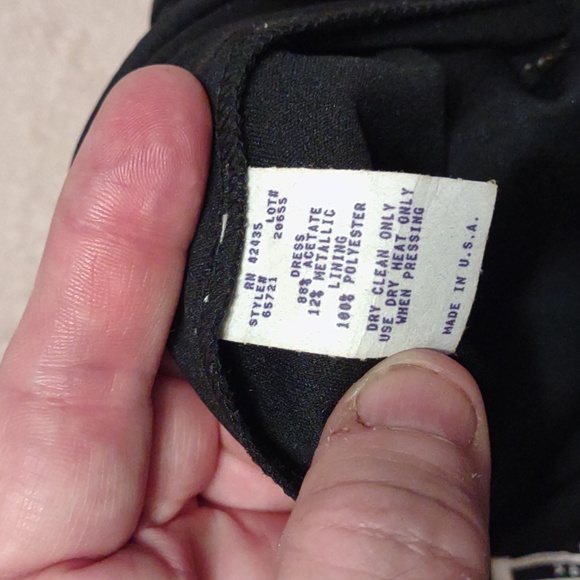 RN 42435 LOT#
STYLE# 20655
65721
DRESS
88% ACETATE
12% METALLIC
LINING
100% POLYESTER
DRY CLEAN ONLY
USE DRY HEAT ONLY
WHEN PRESSING
MADE IN U.S.A.